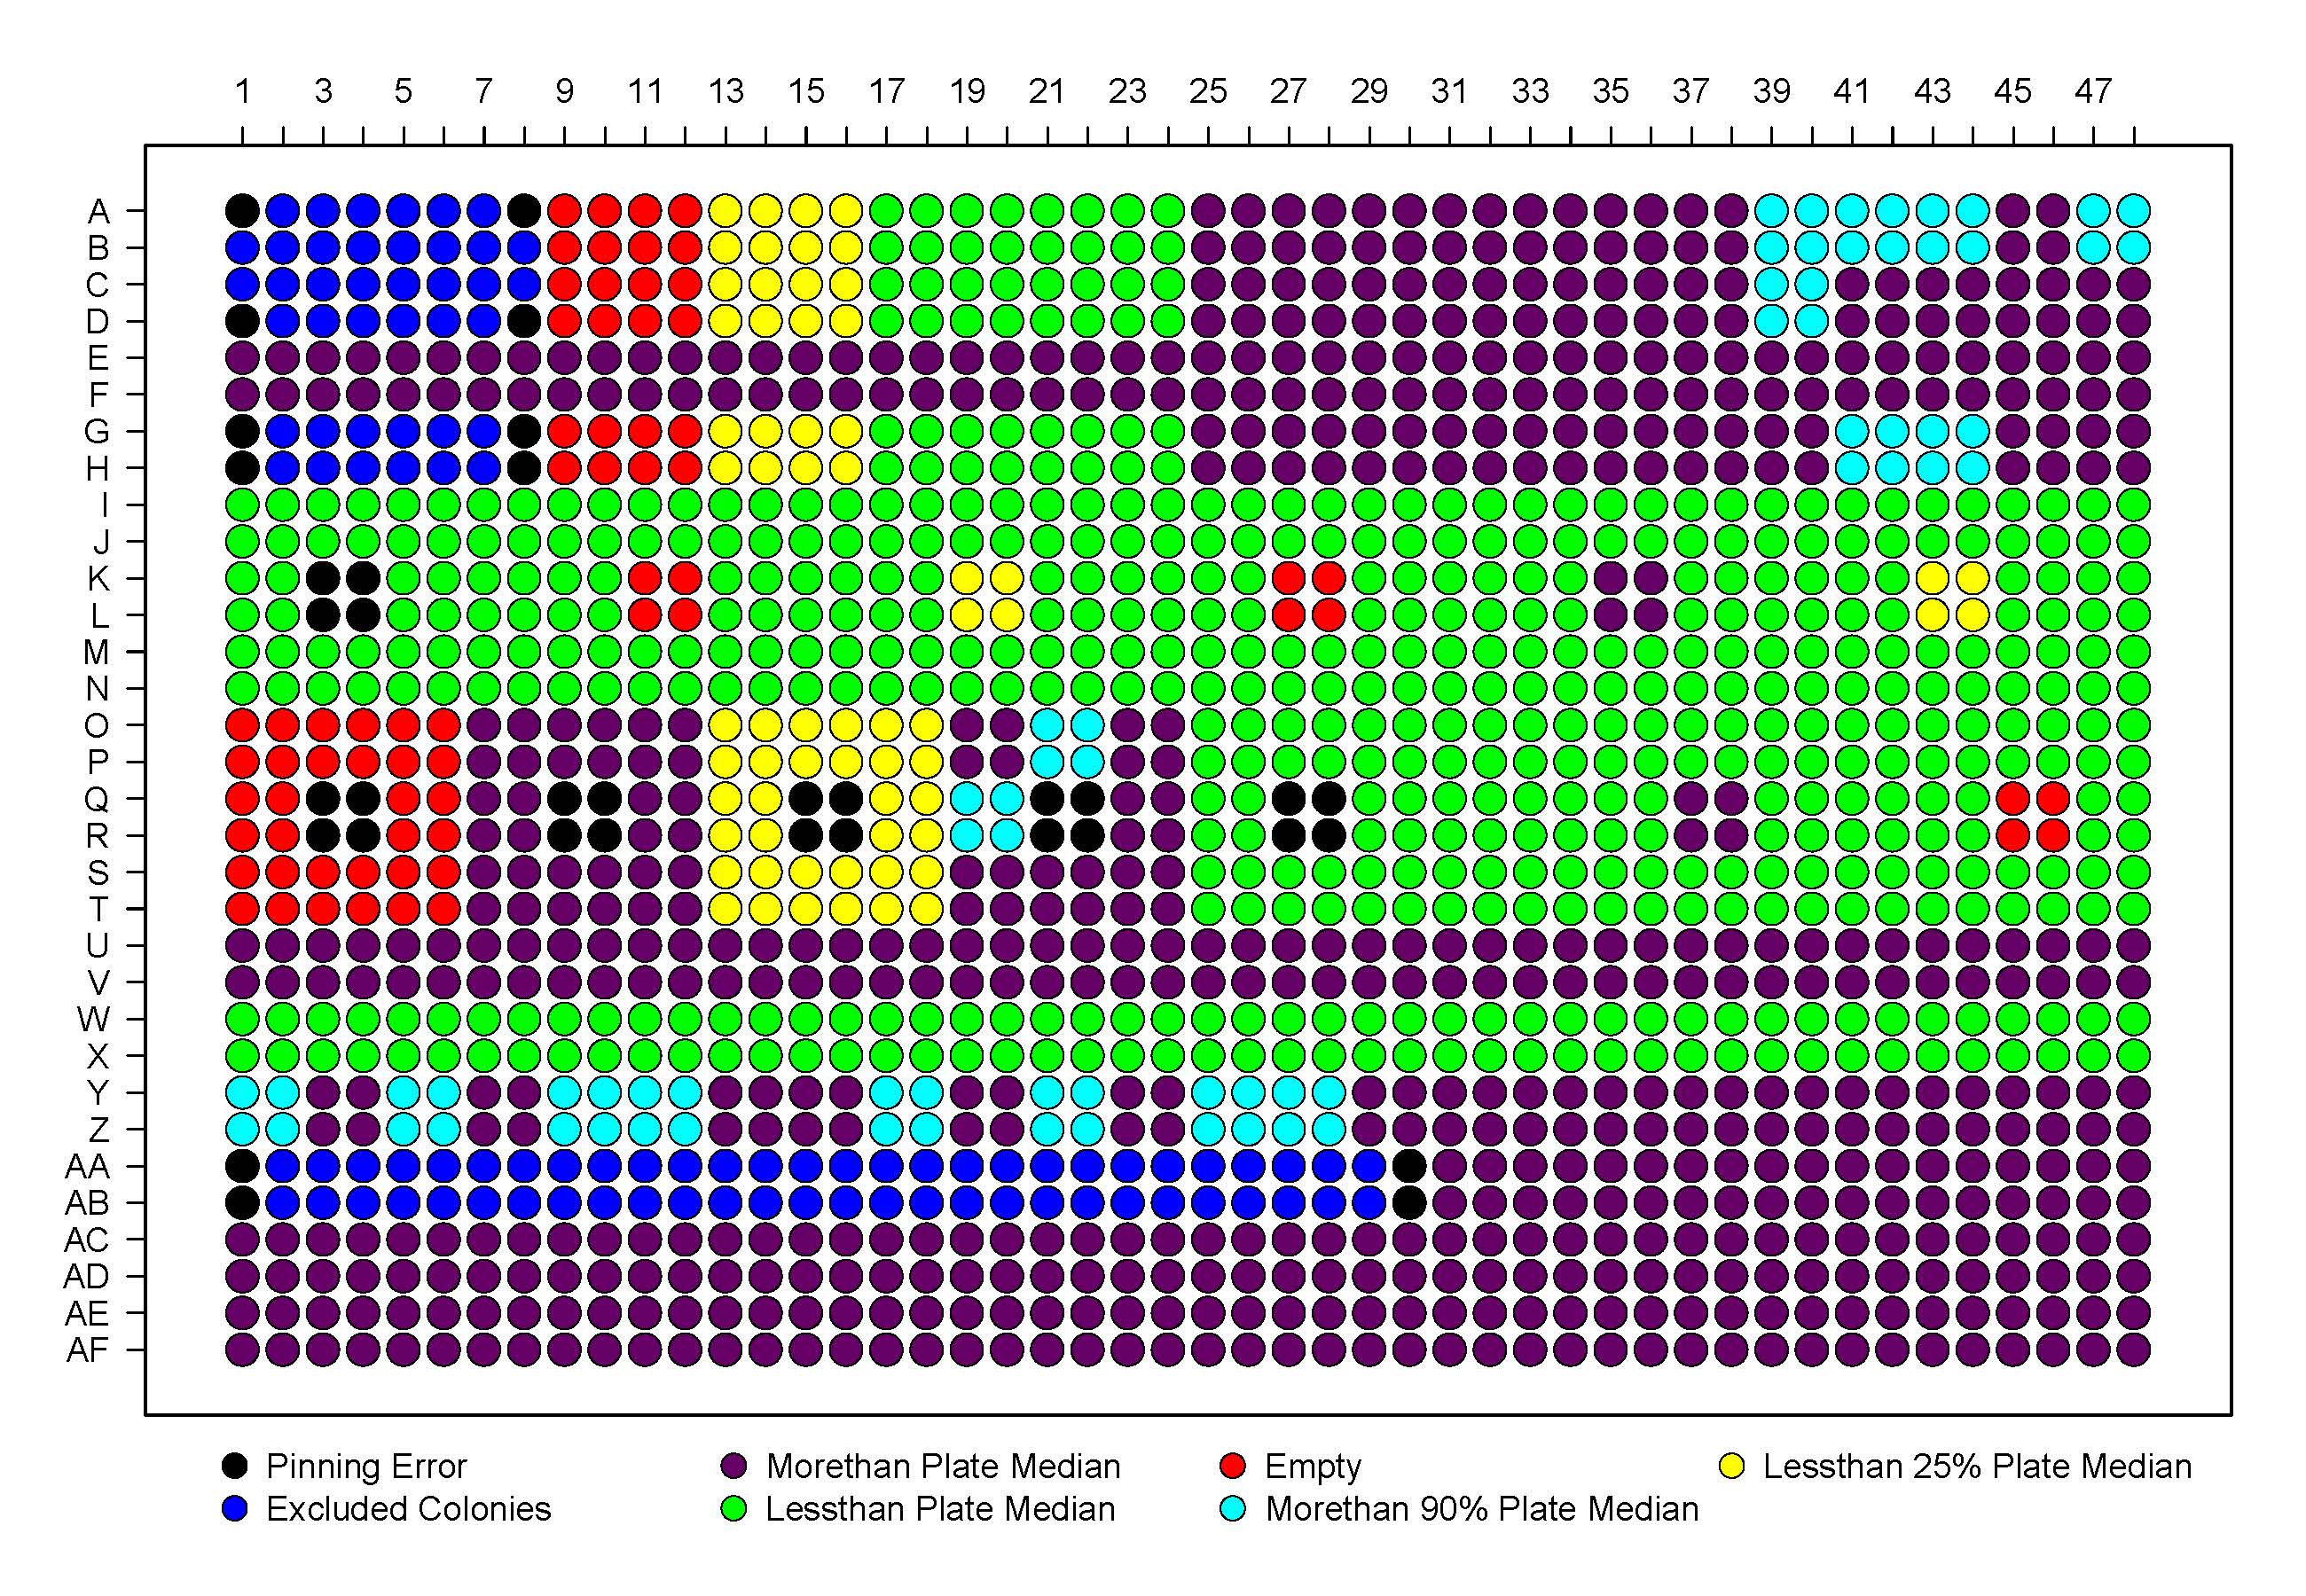 1 3 5 7 9 11 13 15 17 19 21 23 25 27 29 31 33 35 37 39 41 43 45 47
A
B
C
D
E
F
G
H
I
J
K
L
M
N
O
P
Q
R
S
T
U
V
W
X
Y
Z
AA
AB
AC
AD
AE
AF
Pinning Error Morethan Plate Median Empty Lessthan 25% Plate Median
Excluded Colonies Lessthan Plate Median Morethan 90% Plate Median